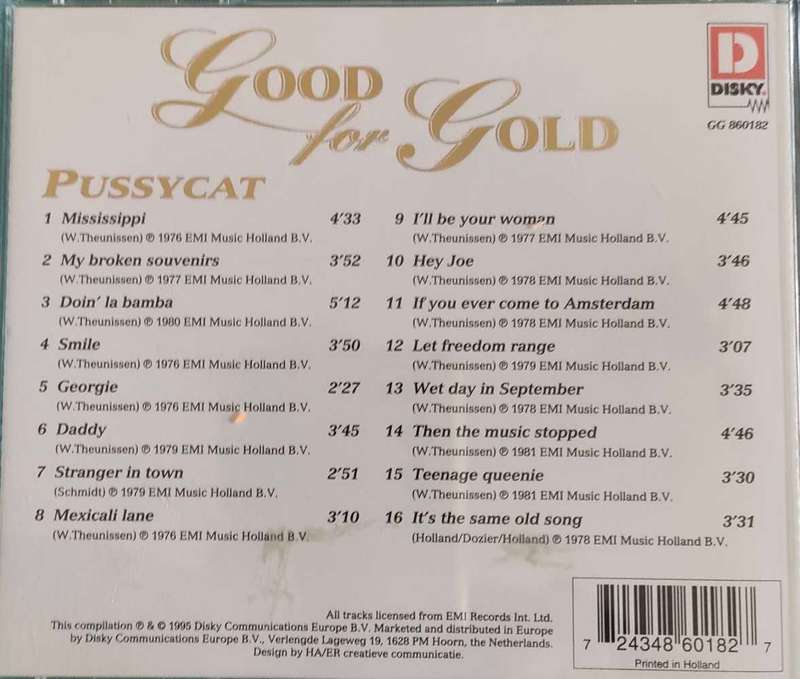 GOOD
for GOLD
D
DISKY
GG 860182
PUSSYCAT
1 Mississippi 4'33
(W.Theunissen) ℗ 1976 EMI Music Holland B.V.
2 My broken souvenirs 3'52
(W.Theunissen) ℗ 1977 EMI Music Holland B.V.
3 Doin' la bamba 5'12
(W.Theunissen) ℗ 1980 EMI Music Holland B.V.
4 Smile 3'50
(W.Theunissen) ℗ 1976 EMI Music Holland B.V.
5 Georgie 2'27
(W.Theunissen) ℗ 1976 EMI Music Holland B.V.
6 Daddy 3'45
(W.Theunissen) ℗ 1979 EMI Music Holland B.V.
7 Stranger in town 2'51
(Schmidt) ℗ 1979 EMI Music Holland B.V.
8 Mexicali lane 3'10
(W.Theunissen) ℗ 1976 EMI Music Holland B.V.
9 I'll be your woman 4'45
(W.Theunissen) ℗ 1977 EMI Music Holland B.V.
10 Hey Joe 3'46
(W.Theunissen) ℗ 1978 EMI Music Holland B.V.
11 If you ever come to Amsterdam 4'48
(W.Theunissen) ℗ 1978 EMI Music Holland B.V.
12 Let freedom range 3'07
(W.Theunissen) ℗ 1979 EMI Music Holland B.V.
13 Wet day in September 3'35
(W.Theunissen) ℗ 1978 EMI Music Holland B.V.
14 Then the music stopped 4'46
(W.Theunissen) ℗ 1981 EMI Music Holland B.V.
15 Teenage queenie 3'30
(W.Theunissen) ℗ 1981 EMI Music Holland B.V.
16 It's the same old song 3'31
(Holland/Dozier/Holland) ℗ 1978 EMI Music Holland B.V.
All tracks licensed from EMI Records Int. Ltd.
This compilation ℗ & © 1995 Disky Communications Europe B.V. Marketed and distributed in Europe
by Disky Communications Europe B.V., Verlengde Lageweg 19, 1628 PM Hoorn, the Netherlands.
Design by HA/ER creatieve communicatie.
7 24348 60182 7
Printed in Holland